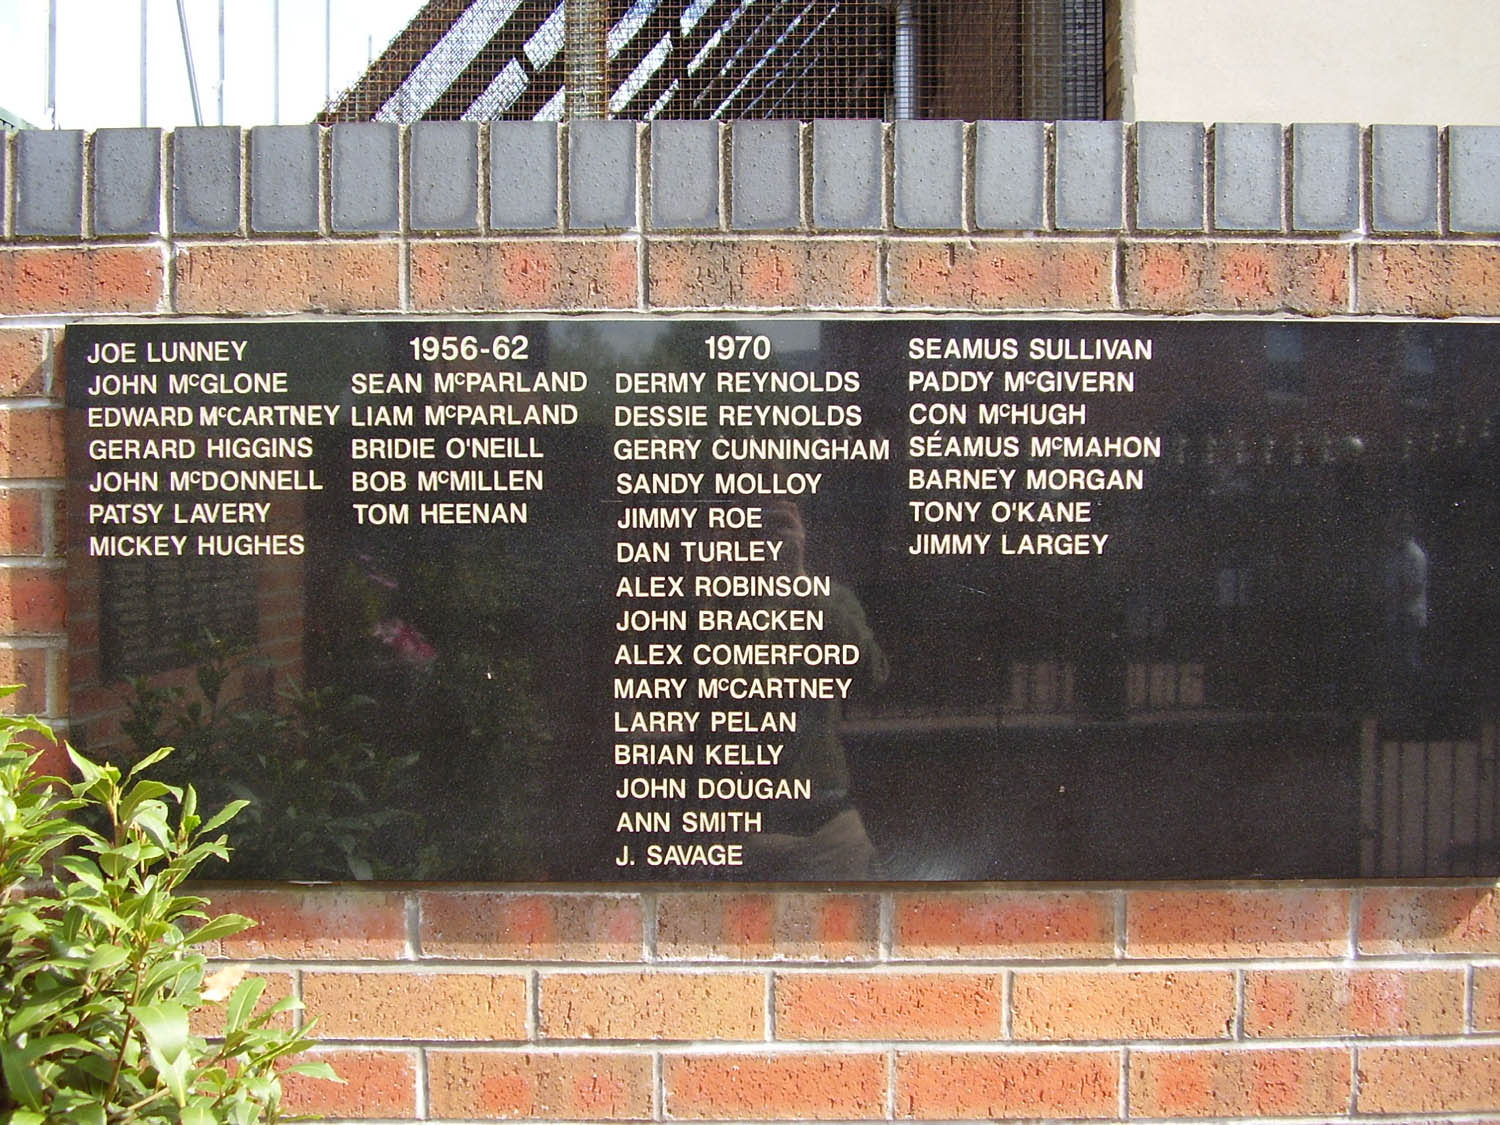 JOE LUNNEY
JOHN McGLONE
EDWARD McCARTNEY
GERARD HIGGINS
JOHN McDONNELL
PATSY LAVERY
MICKEY HUGHES
1956-62
SEAN McPARLAND
LIAM McPARLAND
BRIDIE O'NEILL
BOB McMILLEN
TOM HEENAN
1970
DERMY REYNOLDS
DESSIE REYNOLDS
GERRY CUNNINGHAM
SANDY MOLLOY
JIMMY ROE
DAN TURLEY
ALEX ROBINSON
JOHN BRACKEN
ALEX COMERFORD
MARY McCARTNEY
LARRY PELAN
BRIAN KELLY
JOHN DOUGAN
ANN SMITH
J. SAVAGE
SEAMUS SULLIVAN
PADDY McGIVERN
CON McHUGH
SÉAMUS McMAHON
BARNEY MORGAN
TONY O'KANE
JIMMY LARGEY